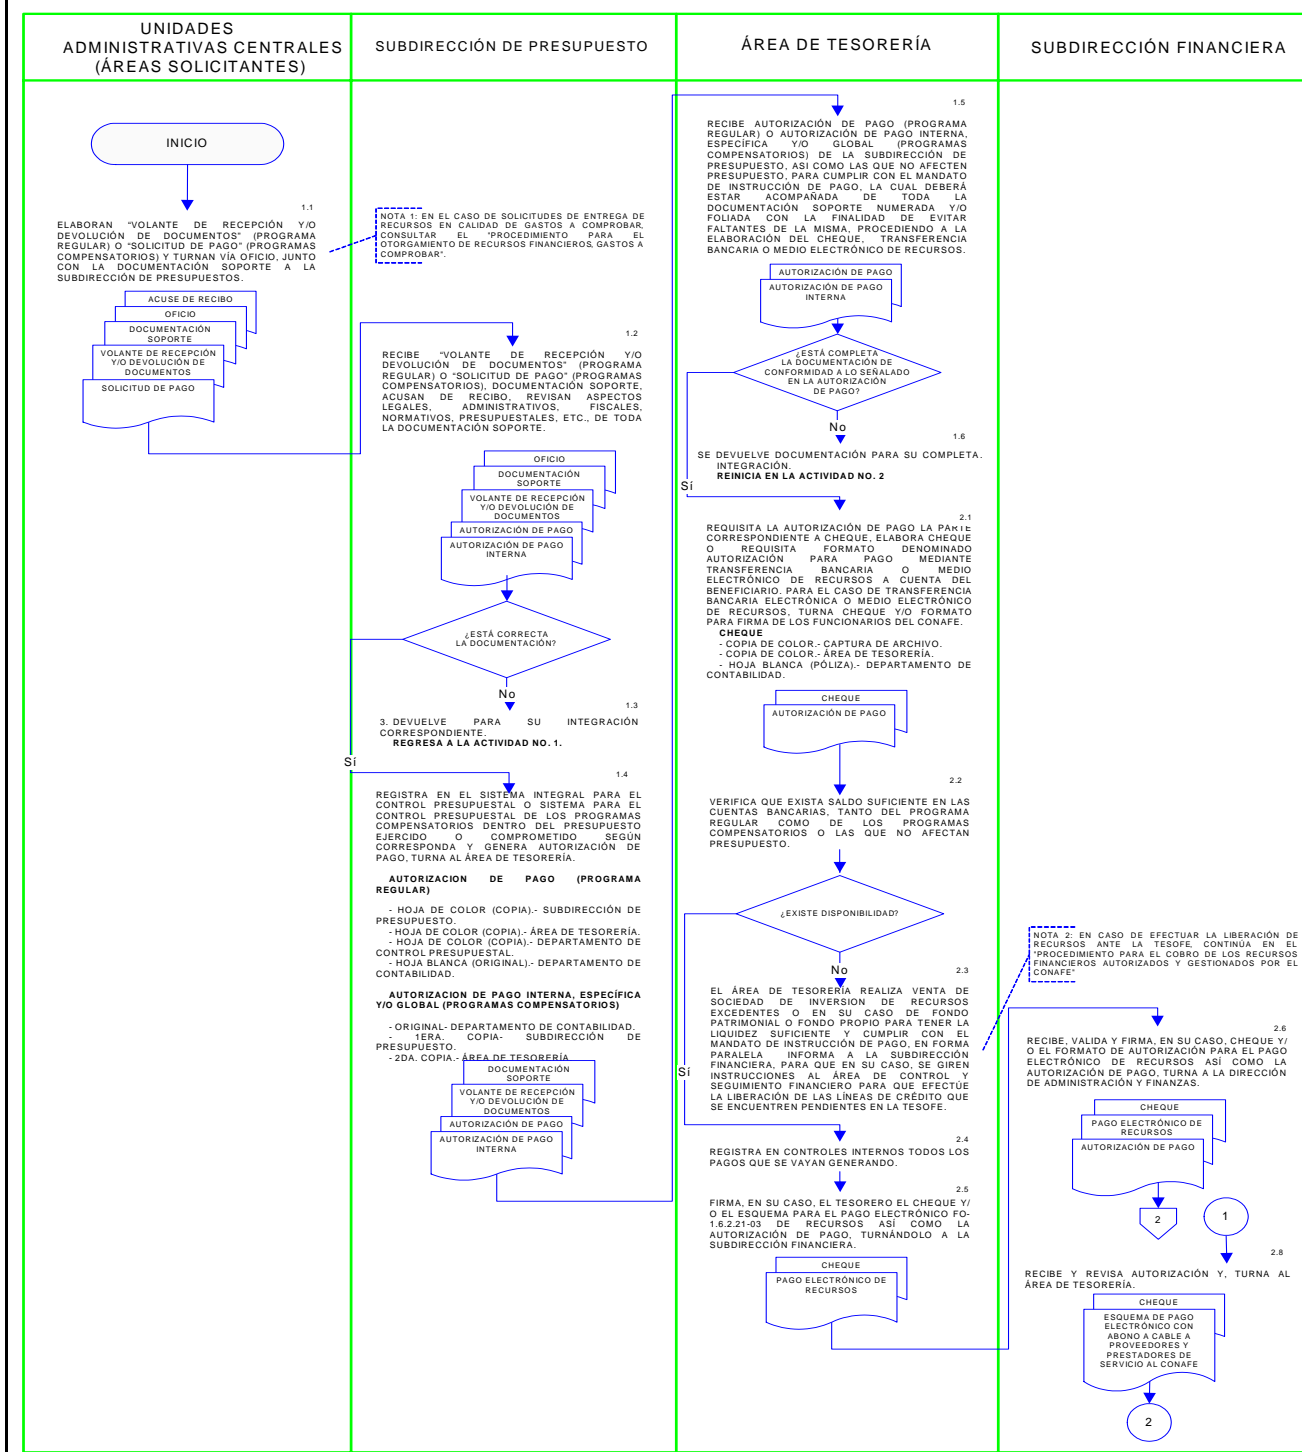 UNIDADES
ADMINISTRATIVAS CENTRALES
(ÁREAS SOLICITANTES)
SUBDIRECCIÓN DE PRESUPUESTO
ÁREA DE TESORERÍA
SUBDIRECCIÓN FINANCIERA
INICIO
1.1
ELABORAN “VOLANTE DE RECEPCIÓN Y/O
DEVOLUCIÓN DE DOCUMENTOS” (PROGRAMA
REGULAR) O “SOLICITUD DE PAGO” (PROGRAMAS
COMPENSATORIOS) Y TURNAN VÍA OFICIO, JUNTO
CON LA DOCUMENTACIÓN SOPORTE A LA
SUBDIRECCIÓN DE PRESUPUESTOS.
ACUSE DE RECIBO
OFICIO
DOCUMENTACIÓN
SOPORTE
VOLANTE DE RECEPCIÓN
Y/O DEVOLUCIÓN DE
DOCUMENTOS
SOLICITUD DE PAGO
NOTA 1: EN EL CASO DE SOLICITUDES DE ENTREGA DE
RECURSOS EN CALIDAD DE GASTOS A COMPROBAR,
CONSULTAR EL “PROCEDIMIENTO PARA EL
OTORGAMIENTO DE RECURSOS FINANCIEROS, GASTOS A
COMPROBAR”.
1.2
RECIBE “VOLANTE DE RECEPCIÓN Y/O
DEVOLUCIÓN DE DOCUMENTOS” (PROGRAMA
REGULAR) O “SOLICITUD DE PAGO” (PROGRAMAS
COMPENSATORIOS), DOCUMENTACIÓN SOPORTE,
ACUSAN DE RECIBO, REVISAN ASPECTOS
LEGALES, ADMINISTRATIVOS, FISCALES,
NORMATIVOS, PRESUPUESTALES, ETC., DE TODA
LA DOCUMENTACIÓN SOPORTE.
OFICIO
DOCUMENTACIÓN
SOPORTE
VOLANTE DE RECEPCIÓN
Y/O DEVOLUCIÓN DE
DOCUMENTOS
AUTORIZACIÓN DE PAGO
AUTORIZACIÓN DE PAGO
INTERNA
¿ESTÁ CORRECTA
LA DOCUMENTACIÓN?
No
1.3
3. DEVUELVE PARA SU INTEGRACIÓN
CORRESPONDIENTE.
REGRESA A LA ACTIVIDAD NO. 1.
Sí
1.4
REGISTRA EN EL SISTEMA INTEGRAL PARA EL
CONTROL PRESUPUESTAL O SISTEMA PARA EL
CONTROL PRESUPUESTAL DE LOS PROGRAMAS
COMPENSATORIOS DENTRO DEL PRESUPUESTO
EJERCIDO O COMPROMETIDO SEGÚN
CORRESPONDA Y GENERA AUTORIZACIÓN DE
PAGO, TURNA AL ÁREA DE TESORERÍA.
AUTORIZACION DE PAGO (PROGRAMA
REGULAR)
- HOJA DE COLOR (COPIA).- SUBDIRECCIÓN DE
PRESUPUESTO.
- HOJA DE COLOR (COPIA).- ÁREA DE TESORERÍA.
- HOJA DE COLOR (COPIA).- DEPARTAMENTO DE
CONTROL PRESUPUESTAL.
- HOJA BLANCA (ORIGINAL).- DEPARTAMENTO DE
CONTABILIDAD.
AUTORIZACION DE PAGO INTERNA, ESPECÍFICA
Y/O GLOBAL (PROGRAMAS COMPENSATORIOS)
- ORIGINAL- DEPARTAMENTO DE CONTABILIDAD.
- 1ERA. COPIA- SUBDIRECCIÓN DE
PRESUPUESTO.
- 2DA. COPIA.- ÁREA DE TESORERÍA
DOCUMENTACIÓN
SOPORTE
VOLANTE DE RECEPCIÓN
Y/O DEVOLUCIÓN DE
DOCUMENTOS
AUTORIZACIÓN DE PAGO
AUTORIZACIÓN DE PAGO
INTERNA
1.5
RECIBE AUTORIZACIÓN DE PAGO (PROGRAMA
REGULAR) O AUTORIZACIÓN DE PAGO INTERNA,
ESPECÍFICA Y/O GLOBAL (PROGRAMAS
COMPENSATORIOS) DE LA SUBDIRECCIÓN DE
PRESUPUESTO, ASI COMO LAS QUE NO AFECTEN
PRESUPUESTO, PARA CUMPLIR CON EL MANDATO
DE INSTRUCCIÓN DE PAGO, LA CUAL DEBERÁ
ESTAR ACOMPAÑADA DE TODA LA
DOCUMENTACIÓN SOPORTE NUMERADA Y/O
FOLIADA CON LA FINALIDAD DE EVITAR
FALTANTES DE LA MISMA, PROCEDIENDO A LA
ELABORACIÓN DEL CHEQUE, TRANSFERENCIA
BANCARIA O MEDIO ELECTRÓNICO DE RECURSOS.
AUTORIZACIÓN DE PAGO
AUTORIZACIÓN DE PAGO
INTERNA
¿ESTÁ COMPLETA
LA DOCUMENTACIÓN DE
CONFORMIDAD A LO SEÑALADO
EN LA AUTORIZACIÓN
DE PAGO?
No
1.6
SE DEVUELVE DOCUMENTACIÓN PARA SU COMPLETA.
INTEGRACIÓN.
REINICIA EN LA ACTIVIDAD NO. 2
Sí
2.1
REQUISITA LA AUTORIZACIÓN DE PAGO LA PARTE
CORRESPONDIENTE A CHEQUE, ELABORA CHEQUE
O REQUISITA FORMATO DENOMINADO
AUTORIZACIÓN PARA PAGO MEDIANTE
TRANSFERENCIA BANCARIA O MEDIO
ELECTRÓNICO DE RECURSOS A CUENTA DEL
BENEFICIARIO. PARA EL CASO DE TRANSFERENCIA
BANCARIA ELECTRÓNICA O MEDIO ELECTRÓNICO
DE RECURSOS, TURNA CHEQUE Y/O FORMATO
PARA FIRMA DE LOS FUNCIONARIOS DEL CONAFE.
CHEQUE
- COPIA DE COLOR.- CAPTURA DE ARCHIVO.
- COPIA DE COLOR.- ÁREA DE TESORERÍA.
- HOJA BLANCA (PÓLIZA).- DEPARTAMENTO DE
CONTABILIDAD.
CHEQUE
AUTORIZACIÓN DE PAGO
2.2
VERIFICA QUE EXISTA SALDO SUFICIENTE EN LAS
CUENTAS BANCARIAS, TANTO DEL PROGRAMA
REGULAR COMO DE LOS PROGRAMAS
COMPENSATORIOS O LAS QUE NO AFECTAN
PRESUPUESTO.
¿EXISTE DISPONIBILIDAD?
No
2.3
EL ÁREA DE TESORERÍA REALIZA VENTA DE
SOCIEDAD DE INVERSION DE RECURSOS
EXCEDENTES O EN SU CASO DE FONDO
PATRIMONIAL O FONDO PROPIO PARA TENER LA
LIQUIDEZ SUFICIENTE Y CUMPLIR CON EL
MANDATO DE INSTRUCCIÓN DE PAGO, EN FORMA
PARALELA INFORMA A LA SUBDIRECCIÓN
FINANCIERA, PARA QUE EN SU CASO, SE GIREN
INSTRUCCIONES AL ÁREA DE CONTROL Y
SEGUIMIENTO FINANCIERO PARA QUE EFECTÚE
LA LIBERACIÓN DE LAS LÍNEAS DE CRÉDITO QUE
SE ENCUENTREN PENDIENTES EN LA TESOFE.
Sí
2.4
REGISTRA EN CONTROLES INTERNOS TODOS LOS
PAGOS QUE SE VAYAN GENERANDO.
2.5
FIRMA, EN SU CASO, EL TESORERO EL CHEQUE Y/
O EL ESQUEMA PARA EL PAGO ELECTRÓNICO FO-
1.6.2.21-03 DE RECURSOS ASÍ COMO LA
AUTORIZACIÓN DE PAGO, TURNÁNDOLO A LA
SUBDIRECCIÓN FINANCIERA.
CHEQUE
PAGO ELECTRÓNICO DE
RECURSOS
NOTA 2: EN CASO DE EFECTUAR LA LIBERACIÓN DE
RECURSOS ANTE LA TESOFE, CONTINÚA EN EL
“PROCEDIMIENTO PARA EL COBRO DE LOS RECURSOS
FINANCIEROS AUTORIZADOS Y GESTIONADOS POR EL
CONAFE”
2.6
RECIBE, VALIDA Y FIRMA, EN SU CASO, CHEQUE Y/
O EL FORMATO DE AUTORIZACIÓN PARA EL PAGO
ELECTRÓNICO DE RECURSOS ASÍ COMO LA
AUTORIZACIÓN DE PAGO, TURNA A LA DIRECCIÓN
DE ADMINISTRACIÓN Y FINANZAS.
CHEQUE
PAGO ELECTRÓNICO DE
RECURSOS
AUTORIZACIÓN DE PAGO
2
1
2.8
RECIBE Y REVISA AUTORIZACIÓN Y, TURNA AL
ÁREA DE TESORERÍA.
CHEQUE
ESQUEMA DE PAGO
ELECTRÓNICO CON
ABONO A CABLE A
PROVEEDORES Y
PRESTADORES DE
SERVICIO AL CONAFE
2